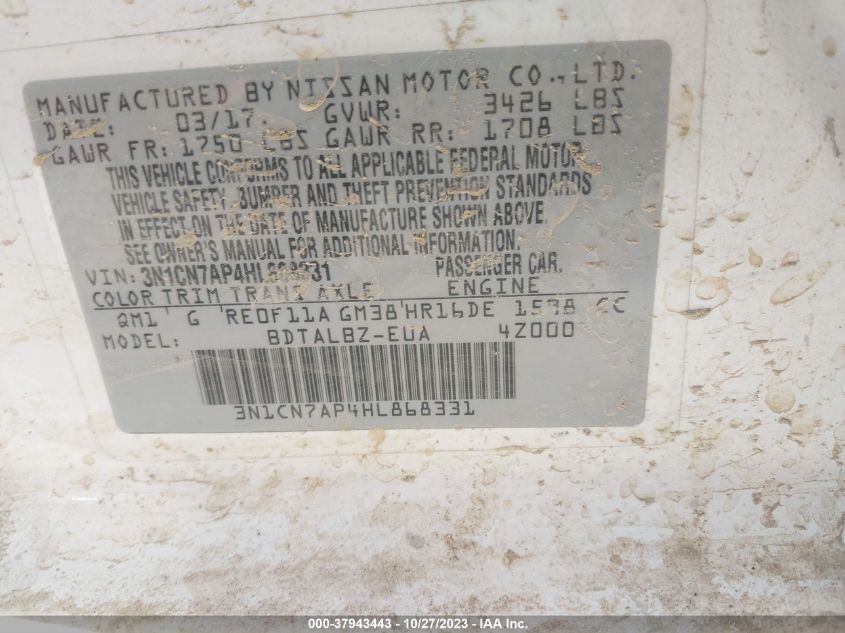 MANUFACTURED BY NISSAN MOTOR CO.,LTD.
DATE: 03/17. GVWR: 3426 LBS
GAWR FR: 1750 LBS GAWR RR: 1708 LBS
THIS VEHICLE CONFORMS TO ALL APPLICABLE FEDERAL MOTOR
VEHICLE SAFETY, BUMPER AND THEFT PREVENTION STANDARDS
IN EFFECT ON THE DATE OF MANUFACTURE SHOWN ABOVE.
SEE OWNER'S MANUAL FOR ADDITIONAL INFORMATION.
VIN: 3N1CN7AP4HL868331 PASSENGER CAR.
COLOR TRIM TRANS AXLE ENGINE
QM1 G RE0F11A GM38 HR16DE 1598 CC
MODEL: BDTALBZ-EUA 4Z000
3N1CN7AP4HL868331
000-37943443 - 10/27/2023 - IAA Inc.